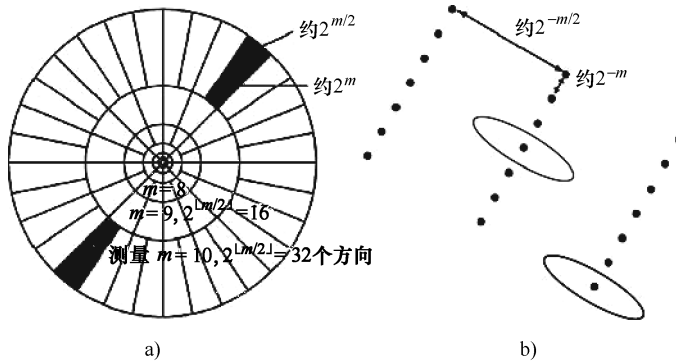 约2^{m/2}
约2^m
m=8
m=9, 2^{⌊m/2⌋}=16
测量 m=10, 2^{⌊m/2⌋}=32个方向
a)
约2^{-m/2}
约2^{-m}
b)